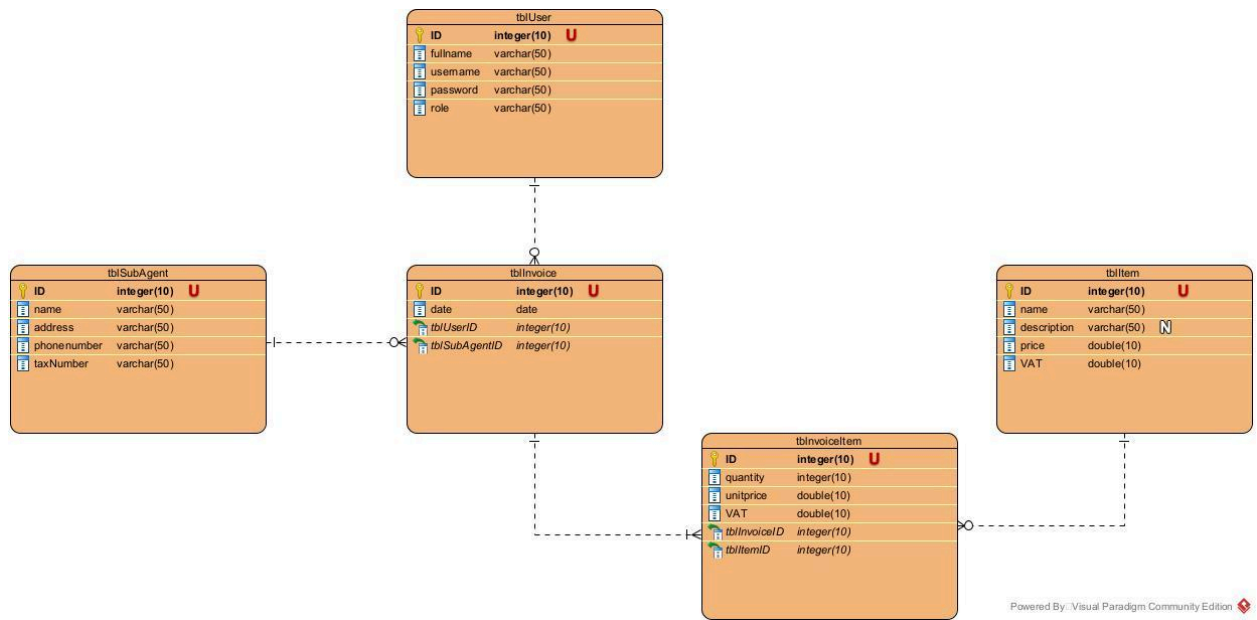 tblUser
ID integer(10) U
fullname varchar(50)
username varchar(50)
password varchar(50)
role varchar(50)
tblSubAgent
ID integer(10) U
name varchar(50)
address varchar(50)
phonenumber varchar(50)
taxNumber varchar(50)
tblInvoice
ID integer(10) U
date date
tblUserID integer(10)
tblSubAgentID integer(10)
tblItem
ID integer(10) U
name varchar(50)
description varchar(50) N
price double(10)
VAT double(10)
tblInvoiceItem
ID integer(10) U
quantity integer(10)
unitprice double(10)
VAT double(10)
tblInvoiceID integer(10)
tblItemID integer(10)
Powered By Visual Paradigm Community Edition